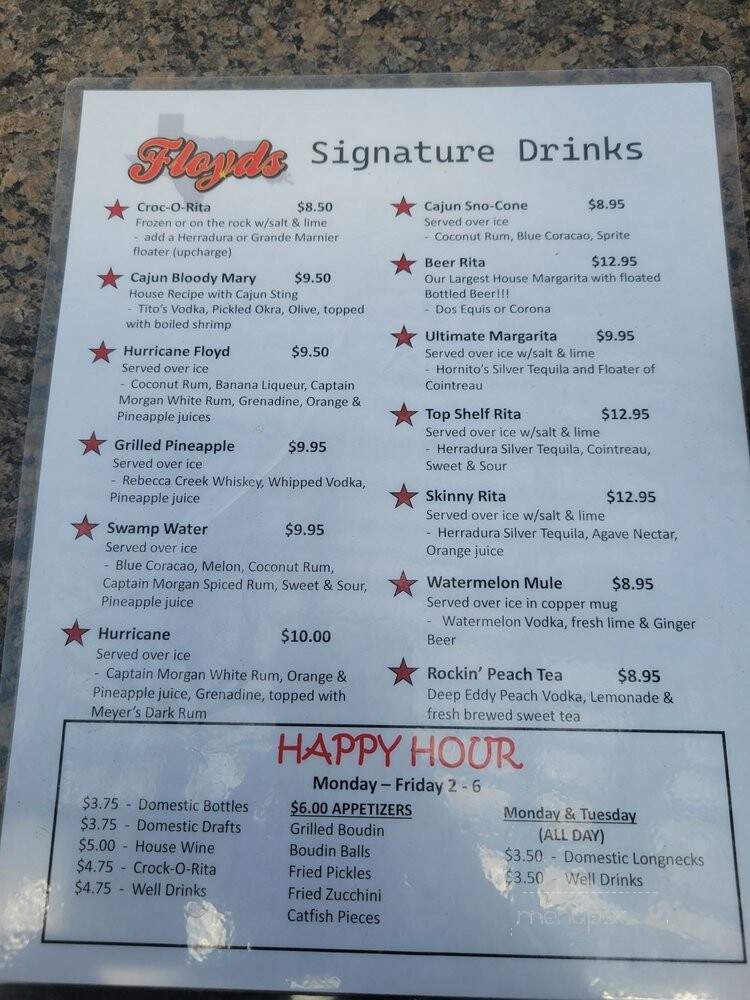 Floyds Signature Drinks
Croc-O-Rita $8.50
Frozen or on the rock w/salt & lime
- add a Herradura or Grande Marnier
floater (upcharge)
Cajun Bloody Mary $9.50
House Recipe with Cajun Sting
- Tito's Vodka, Pickled Okra, Olive, topped
with boiled shrimp
Hurricane Floyd $9.50
Served over ice
- Coconut Rum, Banana Liqueur, Captain
Morgan White Rum, Grenadine, Orange &
Pineapple juices
Grilled Pineapple $9.95
Served over ice
- Rebecca Creek Whiskey, Whipped Vodka,
Pineapple juice
Swamp Water $9.95
Served over ice
- Blue Coracao, Melon, Coconut Rum,
Captain Morgan Spiced Rum, Sweet & Sour,
Pineapple juice
Hurricane $10.00
Served over ice
- Captain Morgan White Rum, Orange &
Pineapple juice, Grenadine, topped with
Meyer's Dark Rum
Cajun Sno-Cone $8.95
Served over ice
- Coconut Rum, Blue Coracao, Sprite
Beer Rita $12.95
Our Largest House Margarita with floated
Bottled Beer!!!
- Dos Equis or Corona
Ultimate Margarita $9.95
Served over ice w/salt & lime
- Hornito's Silver Tequila and Floater of
Cointreau
Top Shelf Rita $12.95
Served over ice w/salt & lime
- Herradura Silver Tequila, Cointreau,
Sweet & Sour
Skinny Rita $12.95
Served over ice w/salt & lime
- Herradura Silver Tequila, Agave Nectar,
Orange juice
Watermelon Mule $8.95
Served over ice in copper mug
- Watermelon Vodka, fresh lime & Ginger
Beer
Rockin' Peach Tea $8.95
Deep Eddy Peach Vodka, Lemonade &
fresh brewed sweet tea
HAPPY HOUR
Monday – Friday 2 - 6
$3.75 - Domestic Bottles
$3.75 - Domestic Drafts
$5.00 - House Wine
$4.75 - Crock-O-Rita
$4.75 - Well Drinks
$6.00 APPETIZERS
Grilled Boudin
Boudin Balls
Fried Pickles
Fried Zucchini
Catfish Pieces
Monday & Tuesday
(ALL DAY)
$3.50 - Domestic Longnecks
$3.50 - Well Drinks